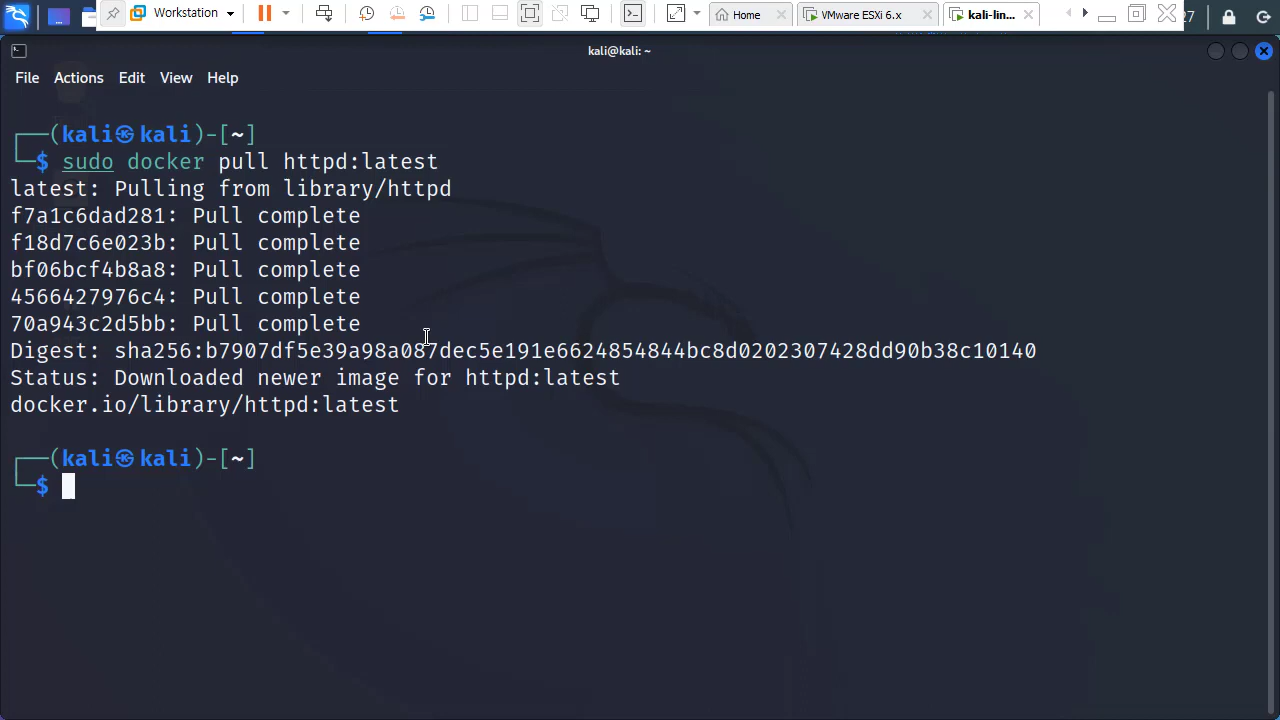 Workstation
Home
VMware ESXi 6.x
kali-lin...
27
kali@kali: ~
File Actions Edit View Help
┌──(kali㉿kali)-[~]
└─$ sudo docker pull httpd:latest
latest: Pulling from library/httpd
f7a1c6dad281: Pull complete
f18d7c6e023b: Pull complete
bf06bcf4b8a8: Pull complete
4566427976c4: Pull complete
70a943c2d5bb: Pull complete
Digest: sha256:b7907df5e39a98a087dec5e191e6624854844bc8d0202307428dd90b38c10140
Status: Downloaded newer image for httpd:latest
docker.io/library/httpd:latest
┌──(kali㉿kali)-[~]
└─$